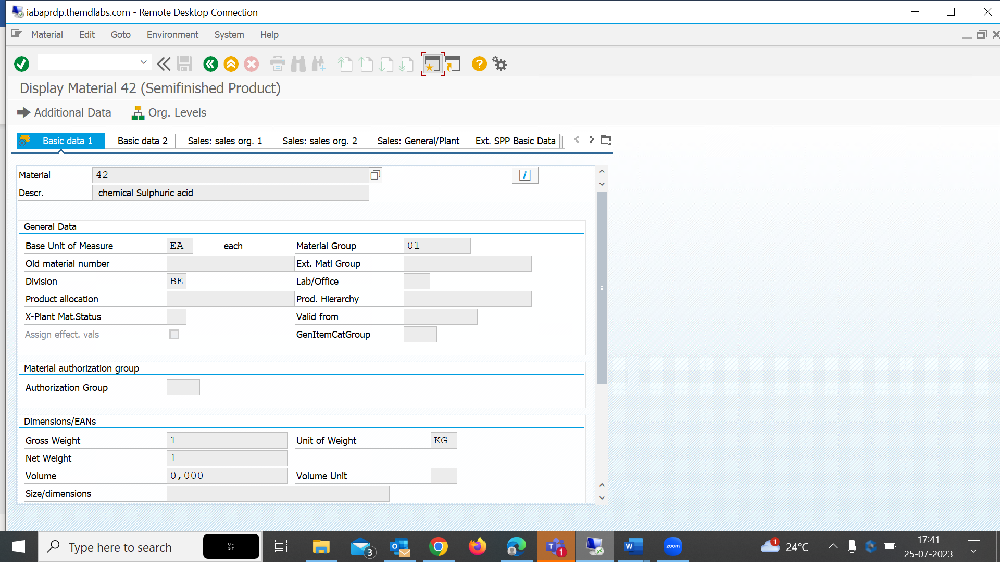 iabaprdp.themdlabs.com - Remote Desktop Connection
Material Edit Goto Environment System Help
Display Material 42 (Semifinished Product)
Additional Data Org. Levels
Basic data 1 Basic data 2 Sales: sales org. 1 Sales: sales org. 2 Sales: General/Plant Ext. SPP Basic Data
Material 42
Descr. chemical Sulphuric acid
General Data
Base Unit of Measure EA each Material Group 01
Old material number Ext. Matl Group
Division BE Lab/Office
Product allocation Prod. Hierarchy
X-Plant Mat.Status Valid from
Assign effect. vals GenItemCatGroup
Material authorization group
Authorization Group
Dimensions/EANs
Gross Weight 1 Unit of Weight KG
Net Weight 1
Volume 0,000 Volume Unit
Size/dimensions
Type here to search 3 1 zoom 1 24°C 17:41
25-07-2023